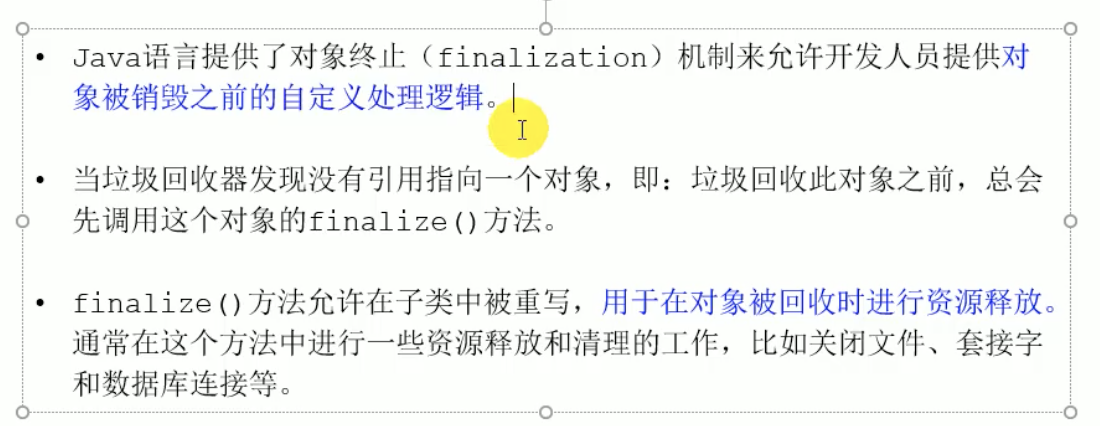 • Java语言提供了对象终止（finalization）机制来允许开发人员提供对
象被销毁之前的自定义处理逻辑。
• 当垃圾回收器发现没有引用指向一个对象，即：垃圾回收此对象之前，总会
先调用这个对象的finalize()方法。
• finalize()方法允许在子类中被重写，用于在对象被回收时进行资源释放。
通常在这个方法中进行一些资源释放和清理的工作，比如关闭文件、套接字
和数据库连接等。